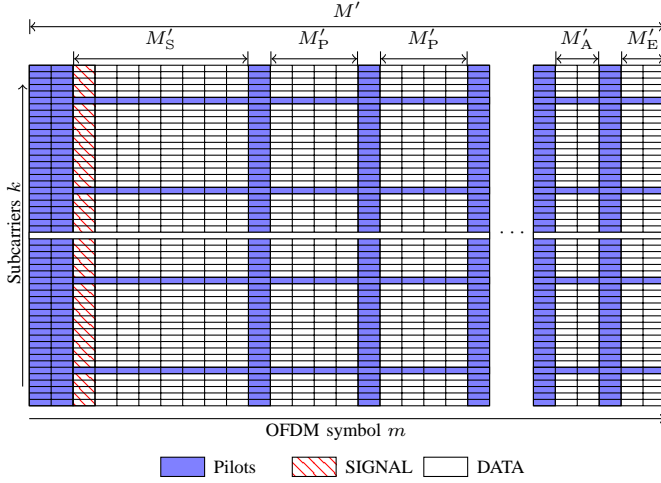 M′
M′S M′P M′P M′A M′E
Subcarriers k
. . .
OFDM symbol m
Pilots SIGNAL DATA